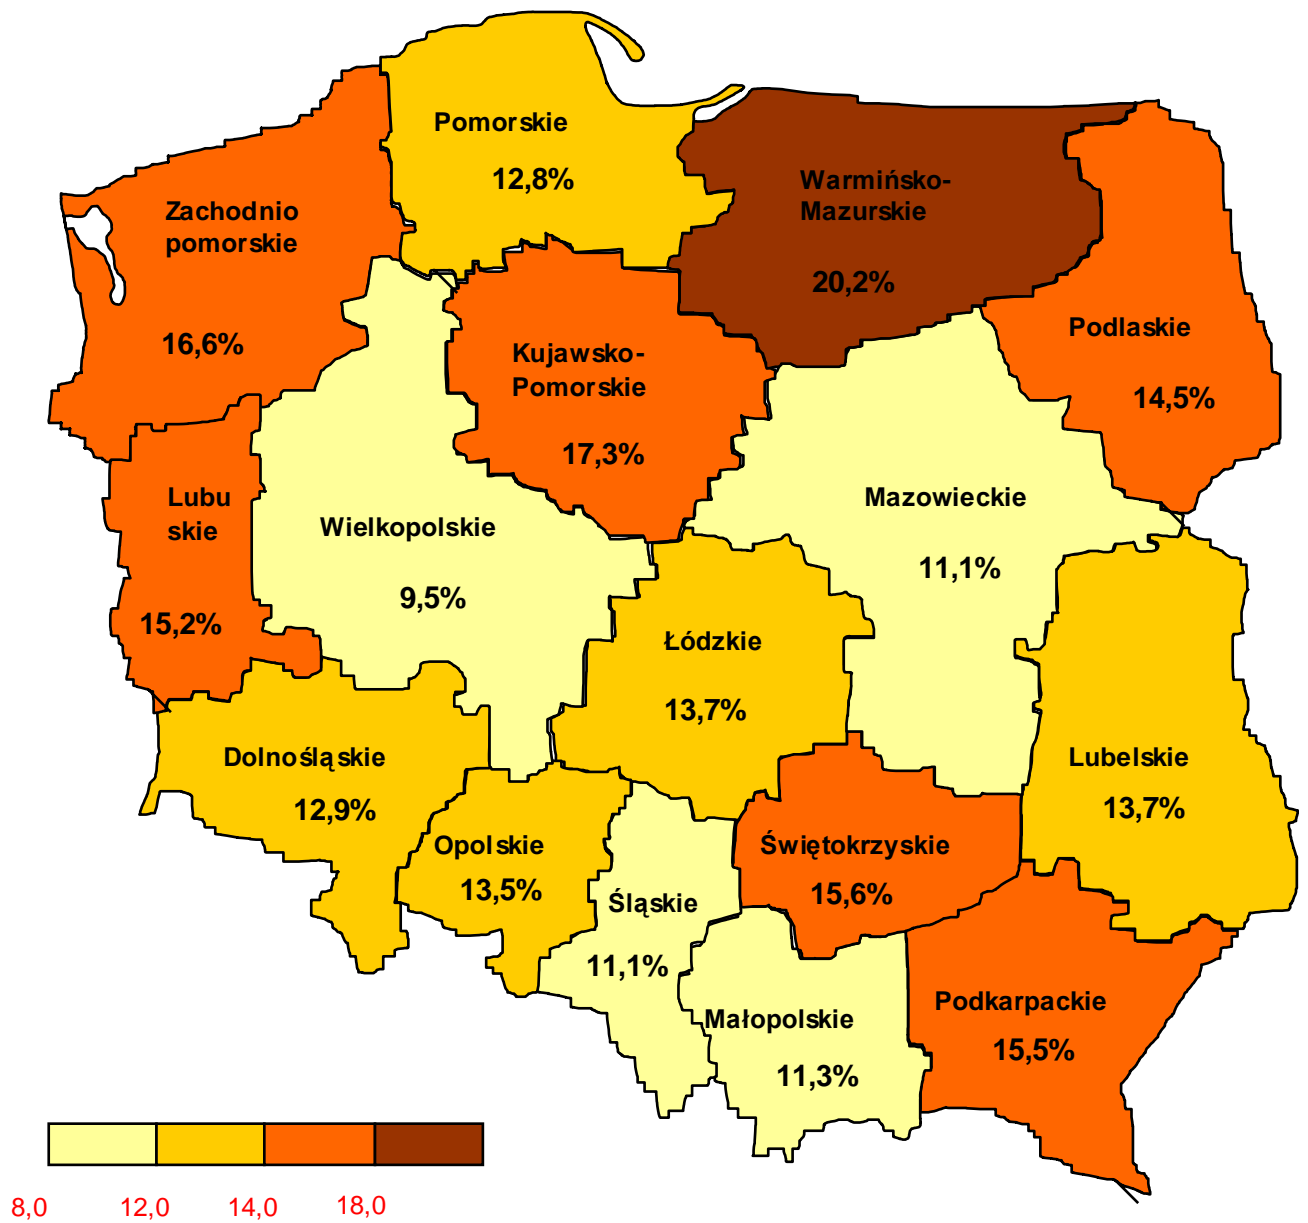 Pomorskie
12,8%
Warmińsko-
Mazurskie
20,2%
Zachodnio
pomorskie
16,6%
Podlaskie
14,5%
Kujawsko-
Pomorskie
17,3%
Lubu
skie
15,2%
Wielkopolskie
9,5%
Mazowieckie
11,1%
Łódzkie
13,7%
Dolnośląskie
12,9%
Lubelskie
13,7%
Opolskie
13,5%
Śląskie
11,1%
Świętokrzyskie
15,6%
Małopolskie
11,3%
Podkarpackie
15,5%
8,0 12,0 14,0 18,0